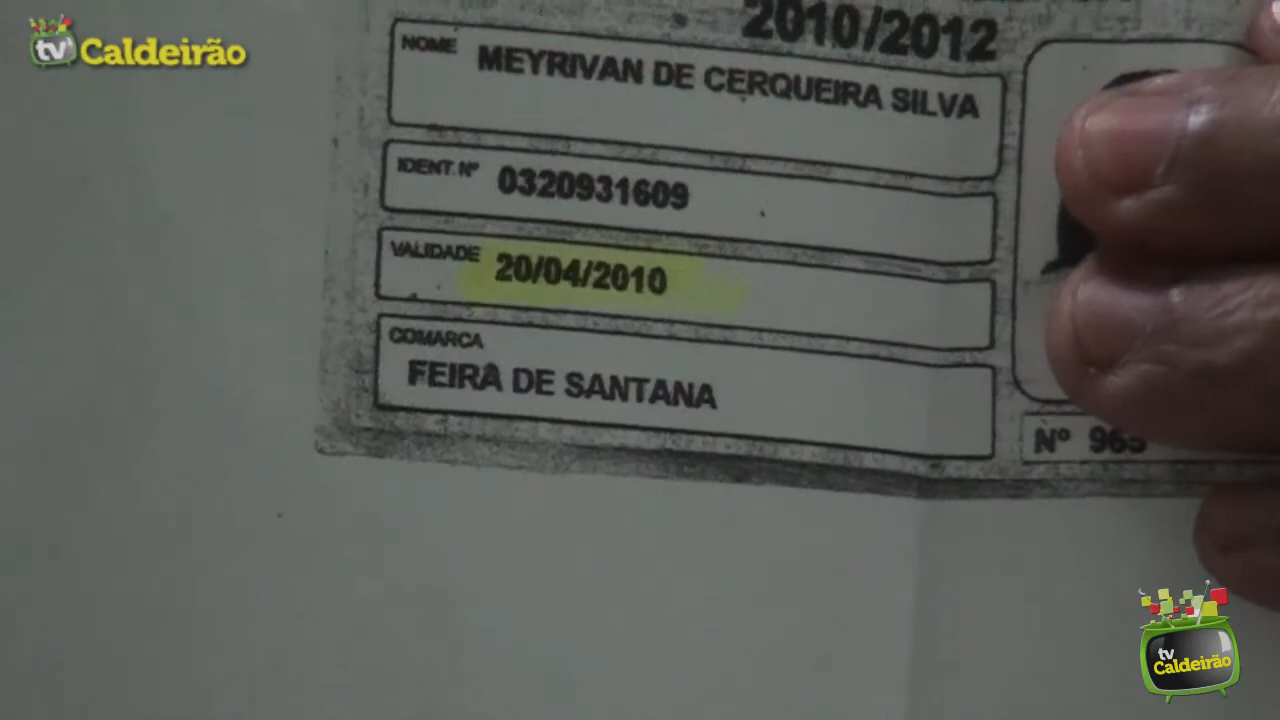 tv Caldeirão
2010/2012
NOME MEYRIVAN DE CERQUEIRA SILVA
IDENT. Nº 0320931609
VALIDADE 20/04/2010
COMARCA
FEIRA DE SANTANA
Nº 965
tv
Caldeirão